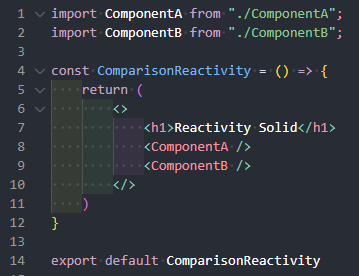 1 import ComponentA from "./ComponentA";
2 import ComponentB from "./ComponentB";
3
4 const ComparisonReactivity = () => {
5     return (
6         <>
7             <h1>Reactivity Solid</h1>
8             <ComponentA />
9             <ComponentB />
10         </>
11     )
12 }
13
14 export default ComparisonReactivity